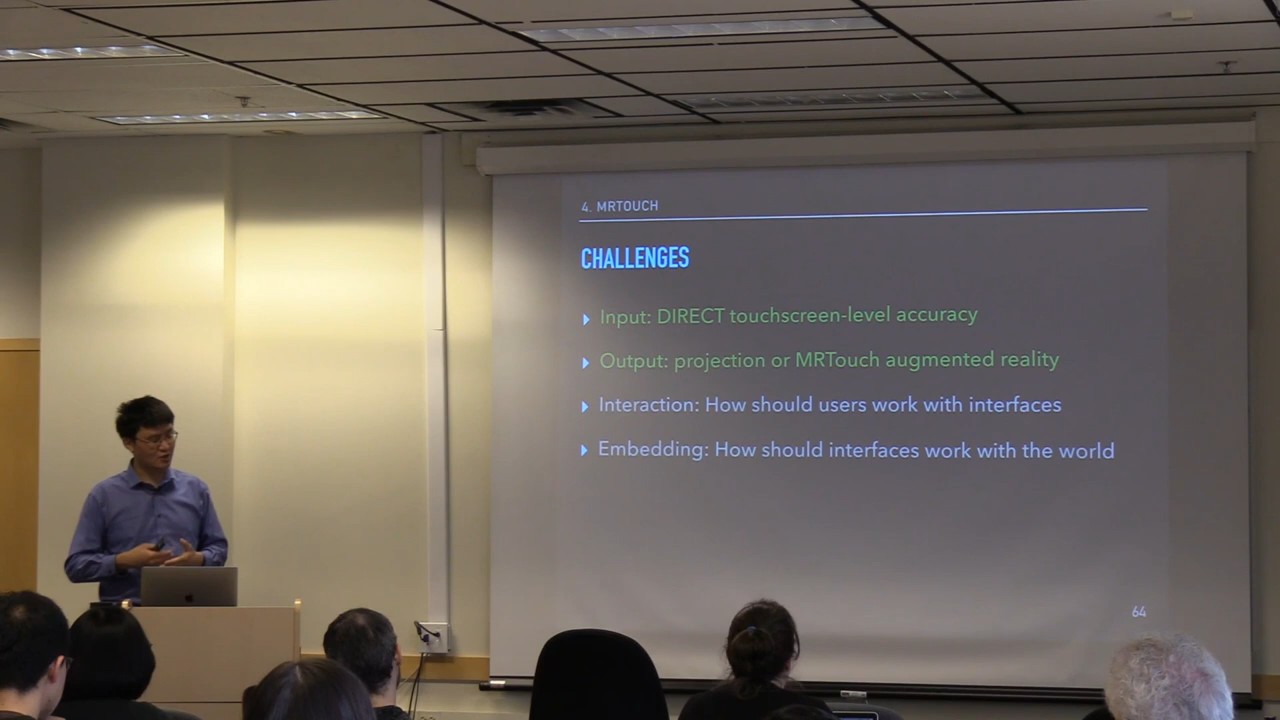 4. MRTOUCH
CHALLENGES
Input: DIRECT touchscreen-level accuracy
Output: projection or MRTouch augmented reality
Interaction: How should users work with interfaces
Embedding: How should interfaces work with the world
64